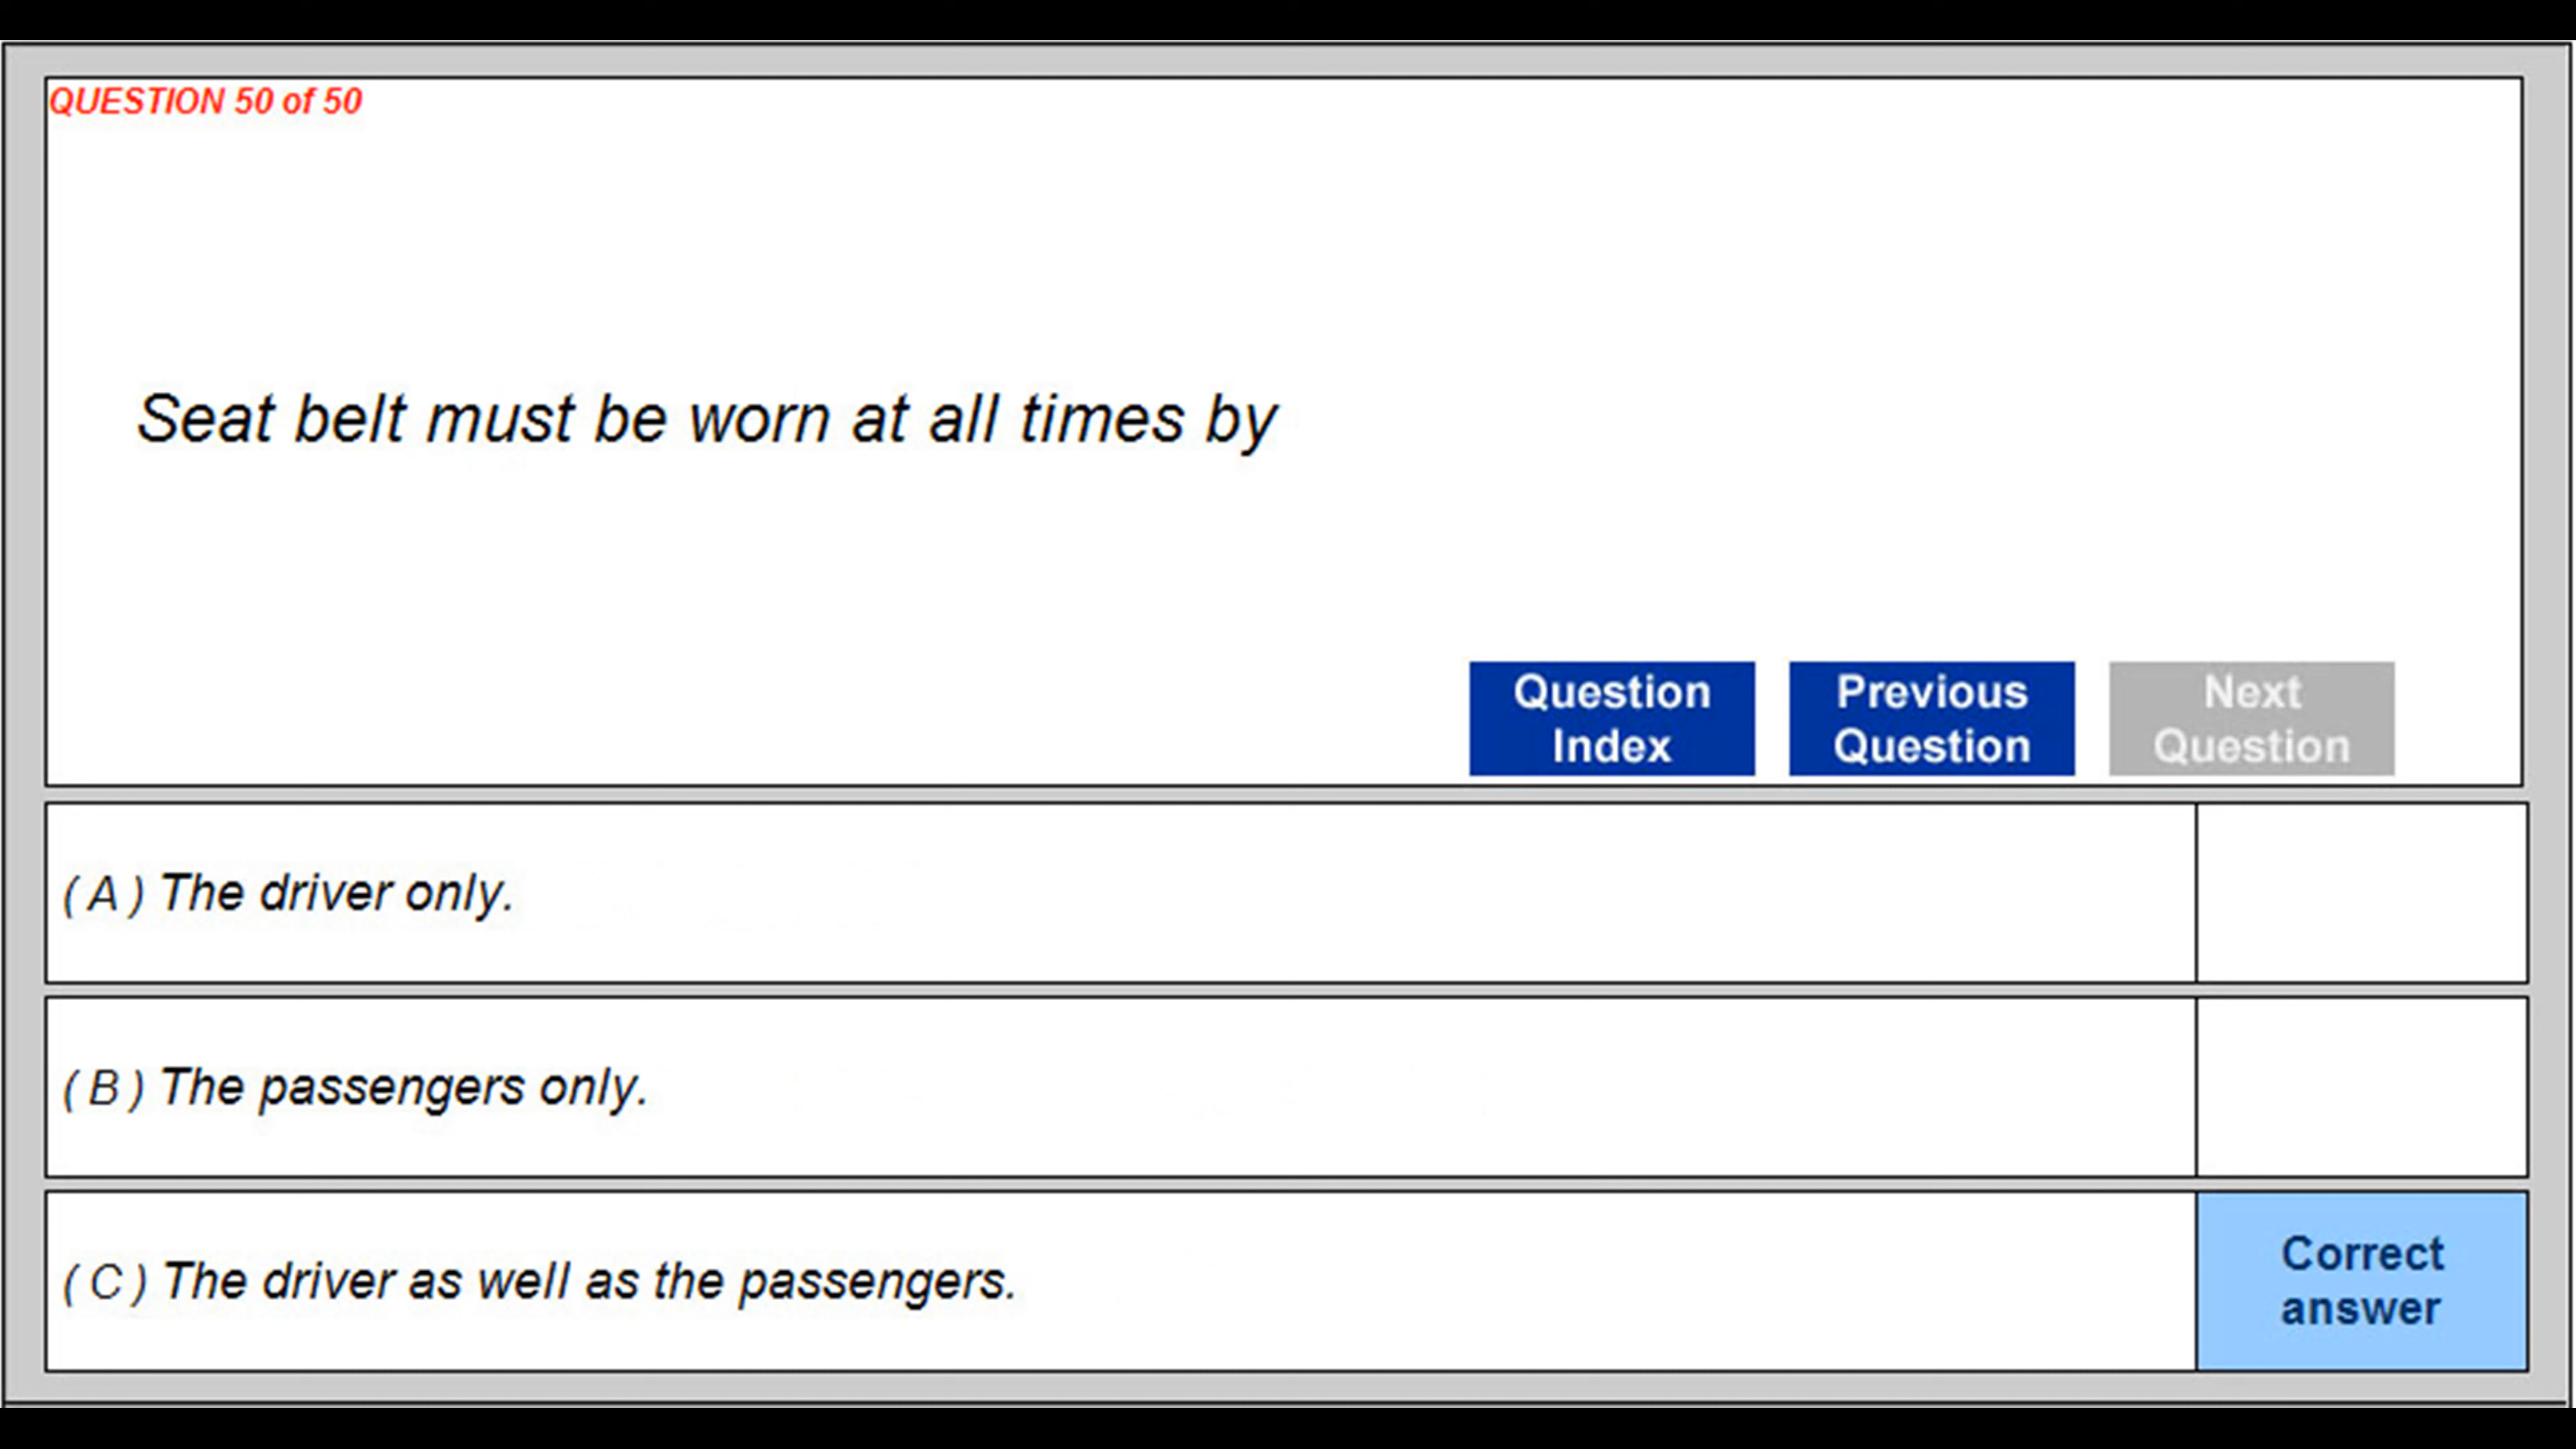 QUESTION 50 of 50
Seat belt must be worn at all times by
Question
Index
Previous
Question
Next
Question
( A ) The driver only.
( B ) The passengers only.
( C ) The driver as well as the passengers.
Correct
answer